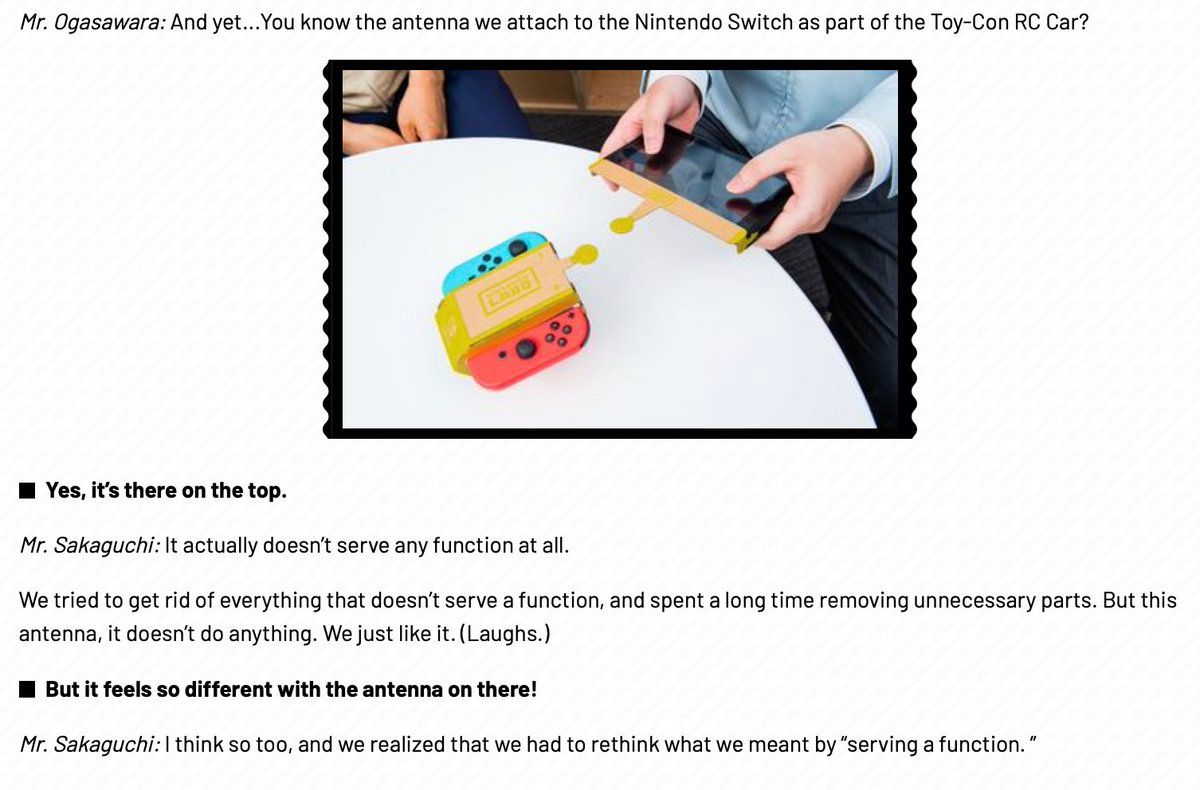 Mr. Ogasawara: And yet...You know the antenna we attach to the Nintendo Switch as part of the Toy-Con RC Car?
LABO
■ Yes, it's there on the top.
Mr. Sakaguchi: It actually doesn't serve any function at all.
We tried to get rid of everything that doesn't serve a function, and spent a long time removing unnecessary parts. But this
antenna, it doesn't do anything. We just like it. (Laughs.)
■ But it feels so different with the antenna on there!
Mr. Sakaguchi: I think so too, and we realized that we had to rethink what we meant by “serving a function. ”